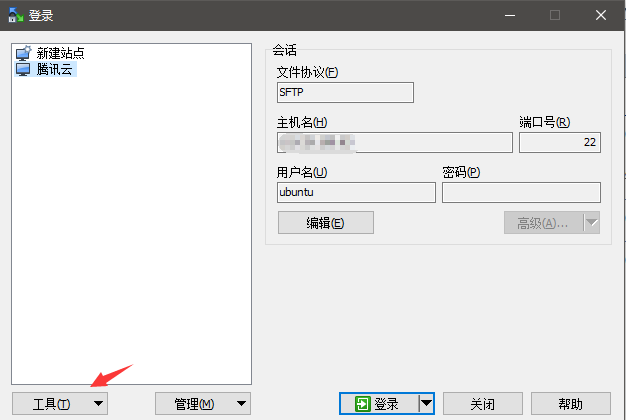 登录
新建站点
腾讯云
会话
文件协议(F)
SFTP
主机名(H)
端口号(R)
22
用户名(U)
密码(P)
ubuntu
编辑(E)
高级(A)...
工具(T)
管理(M)
登录
关闭
帮助